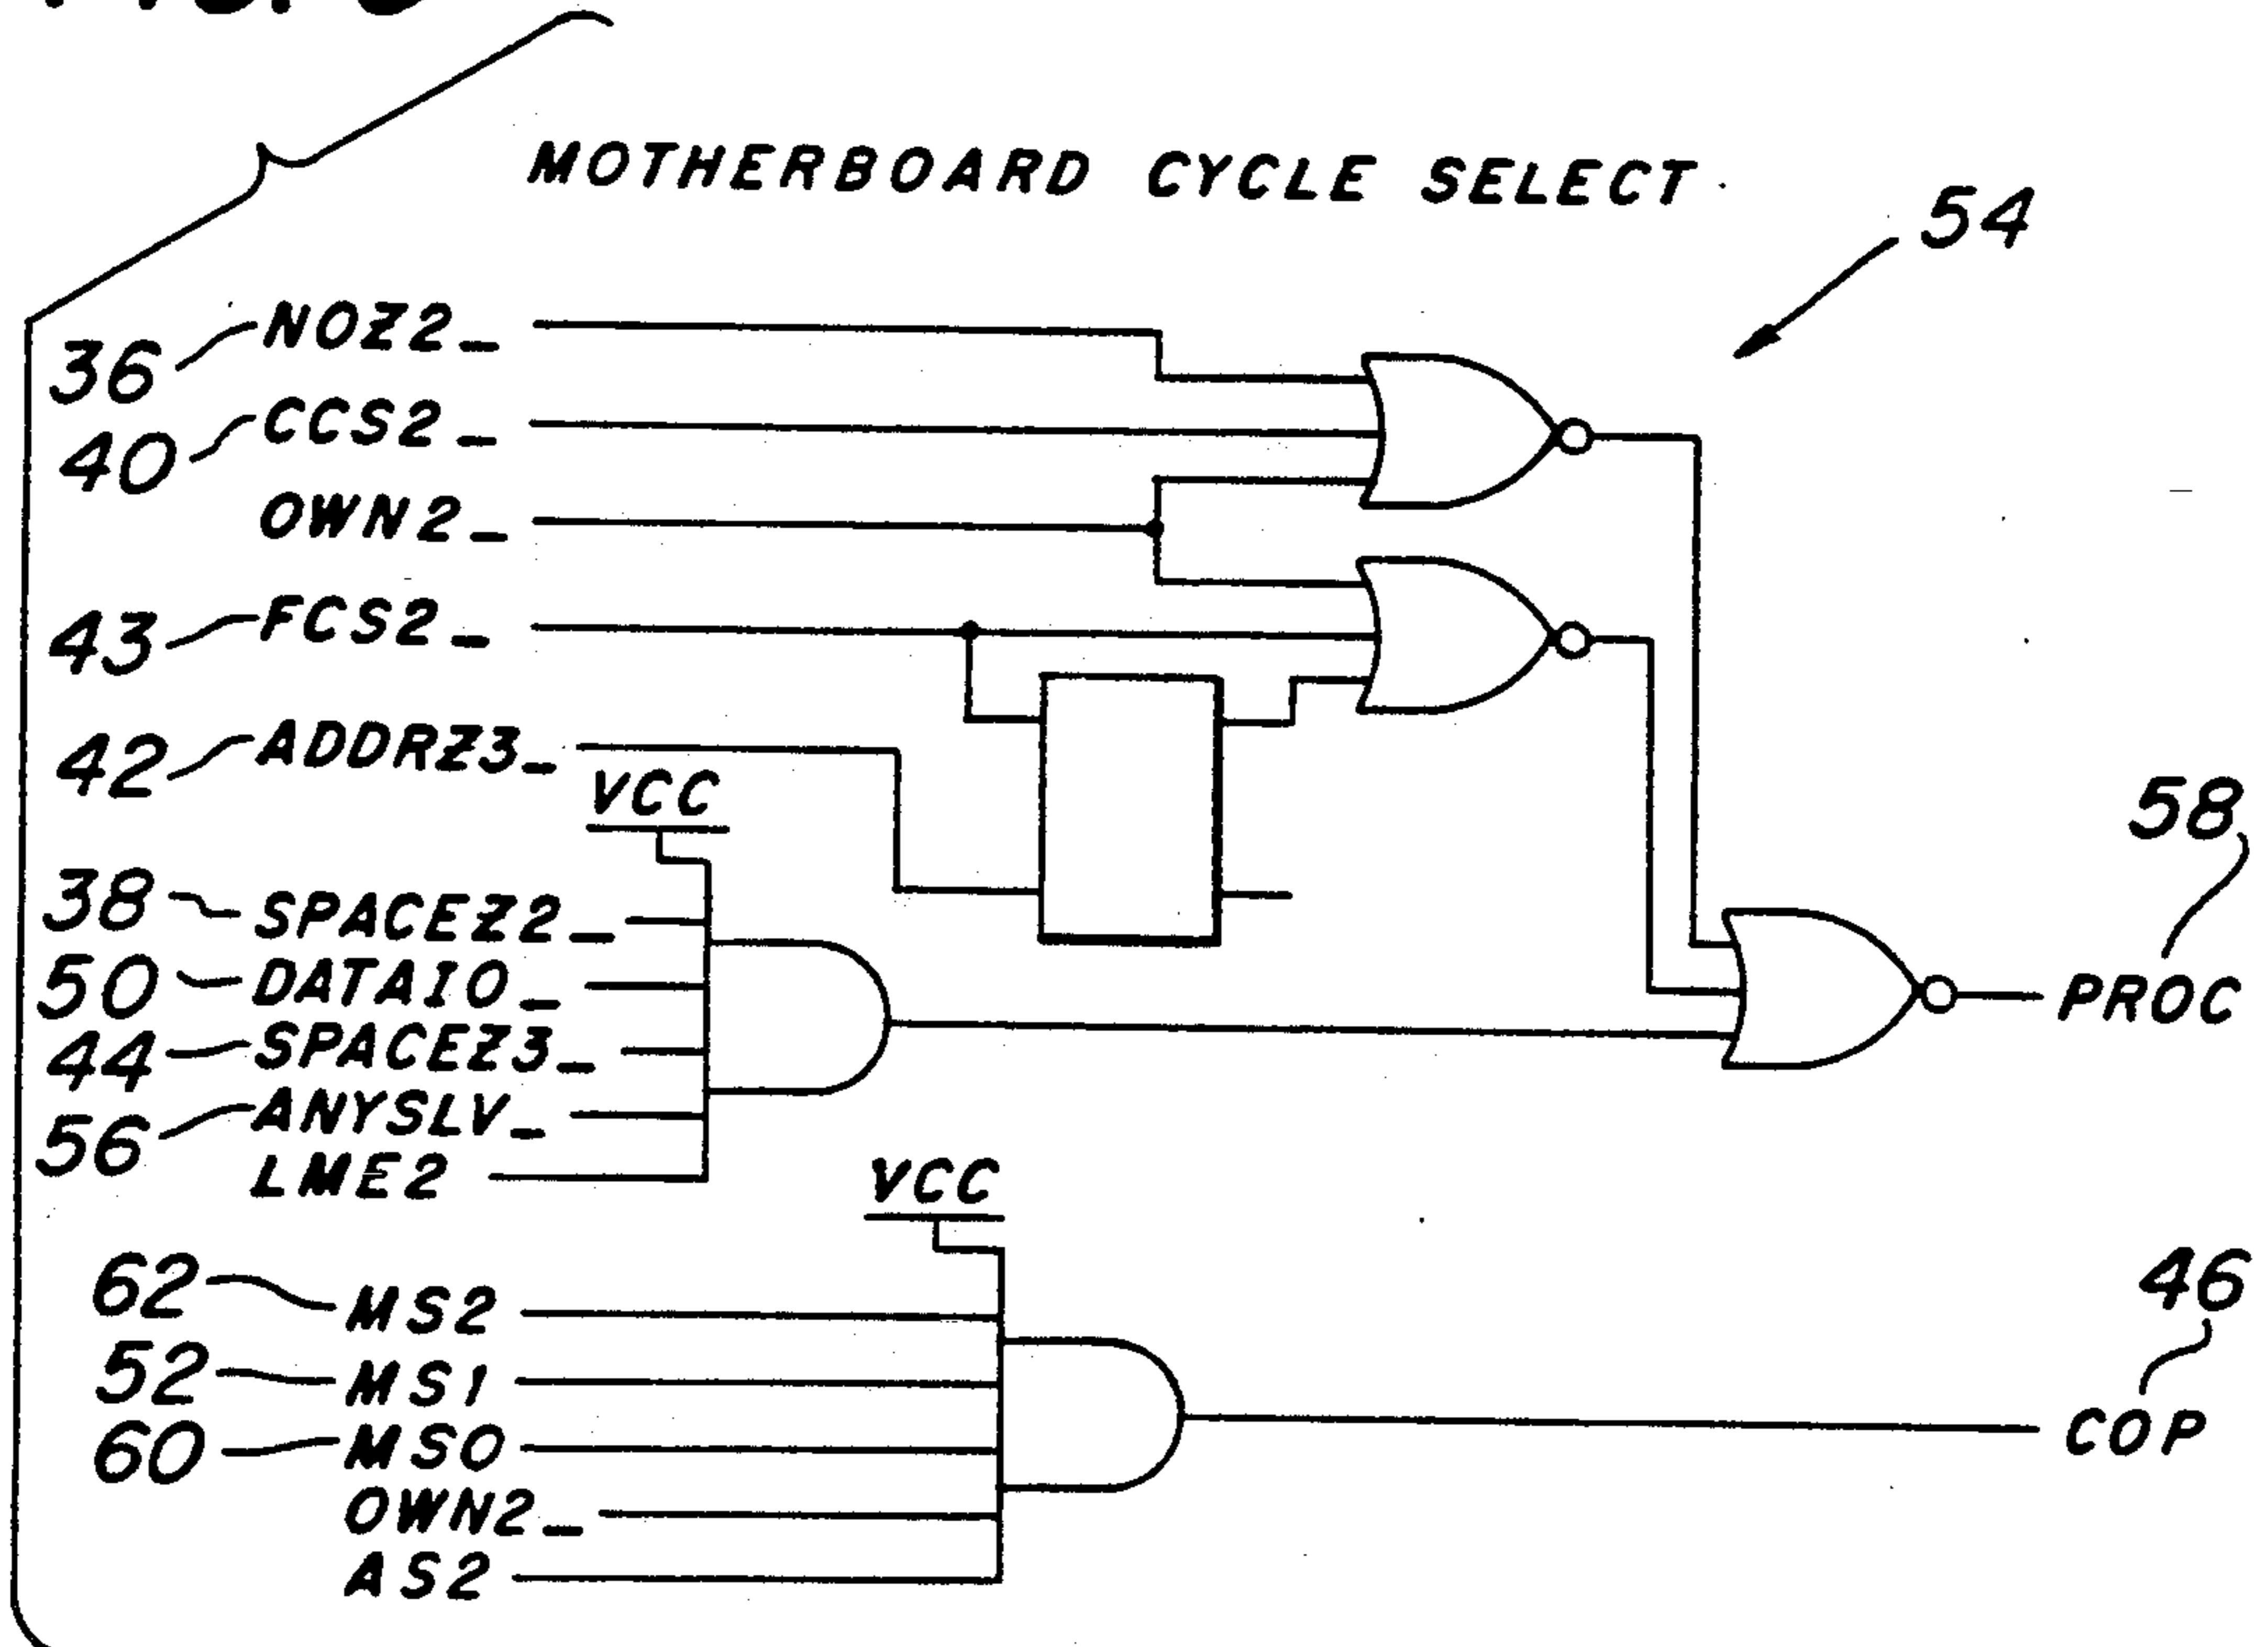 MOTHERBOARD CYCLE SELECT
54
36 NOZ2_
40 CCS2_
OWN2_
43 FCS2_
42 ADDRZ3_
VCC
58
38 SPACEZ2_
50 DATAIO_
PROC
44 SPACEZ3_
56 ANYSLV_
LME2
VCC
62 MS2
46
52 MS1
60 MS0
COP
OWN2_
AS2